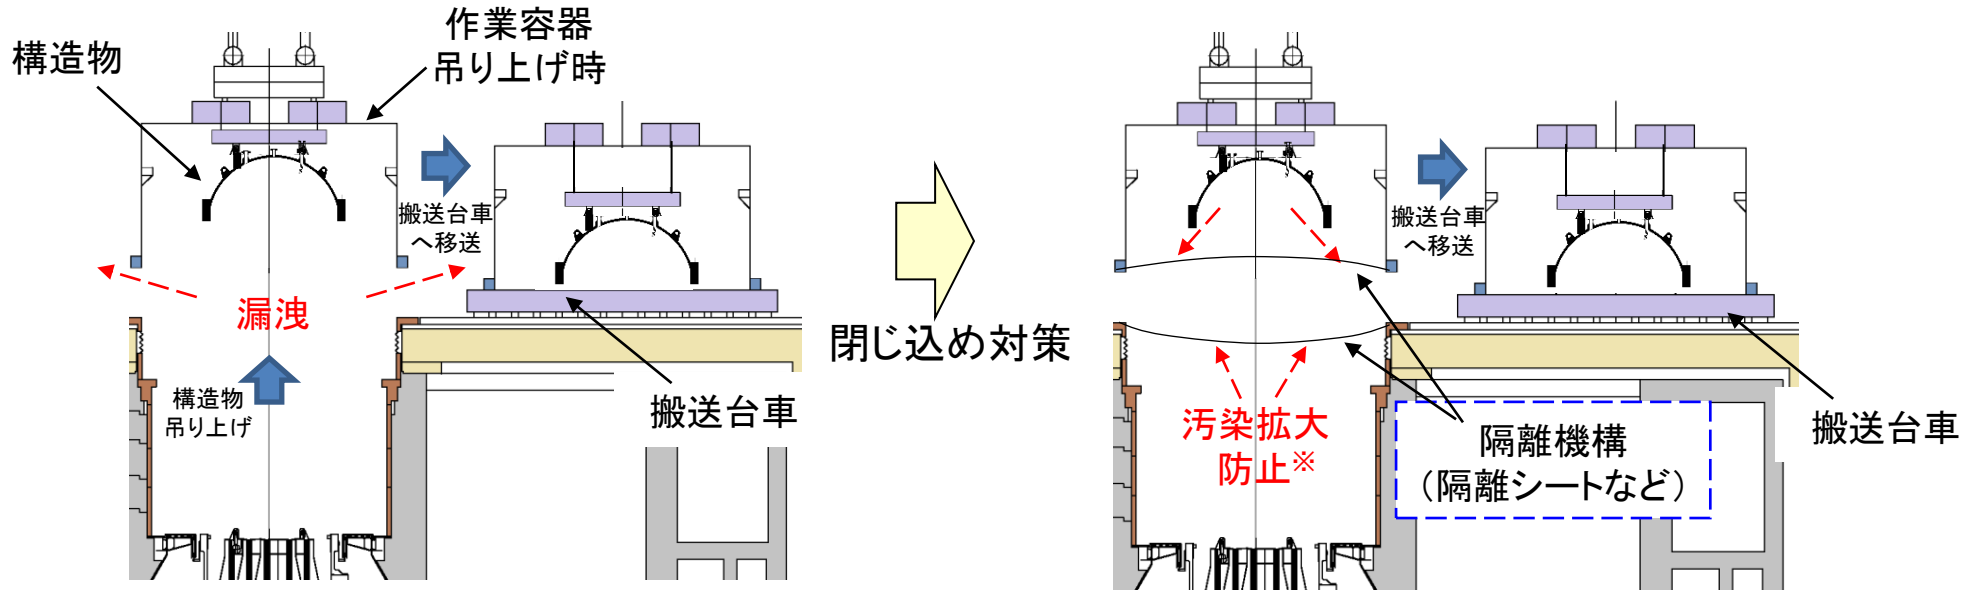 構造物
作業容器
吊り上げ時
搬送台車
へ移送
漏洩
構造物
吊り上げ
搬送台車
閉じ込め対策
搬送台車
へ移送
汚染拡大
防止※
隔離機構
（隔離シートなど）
搬送台車